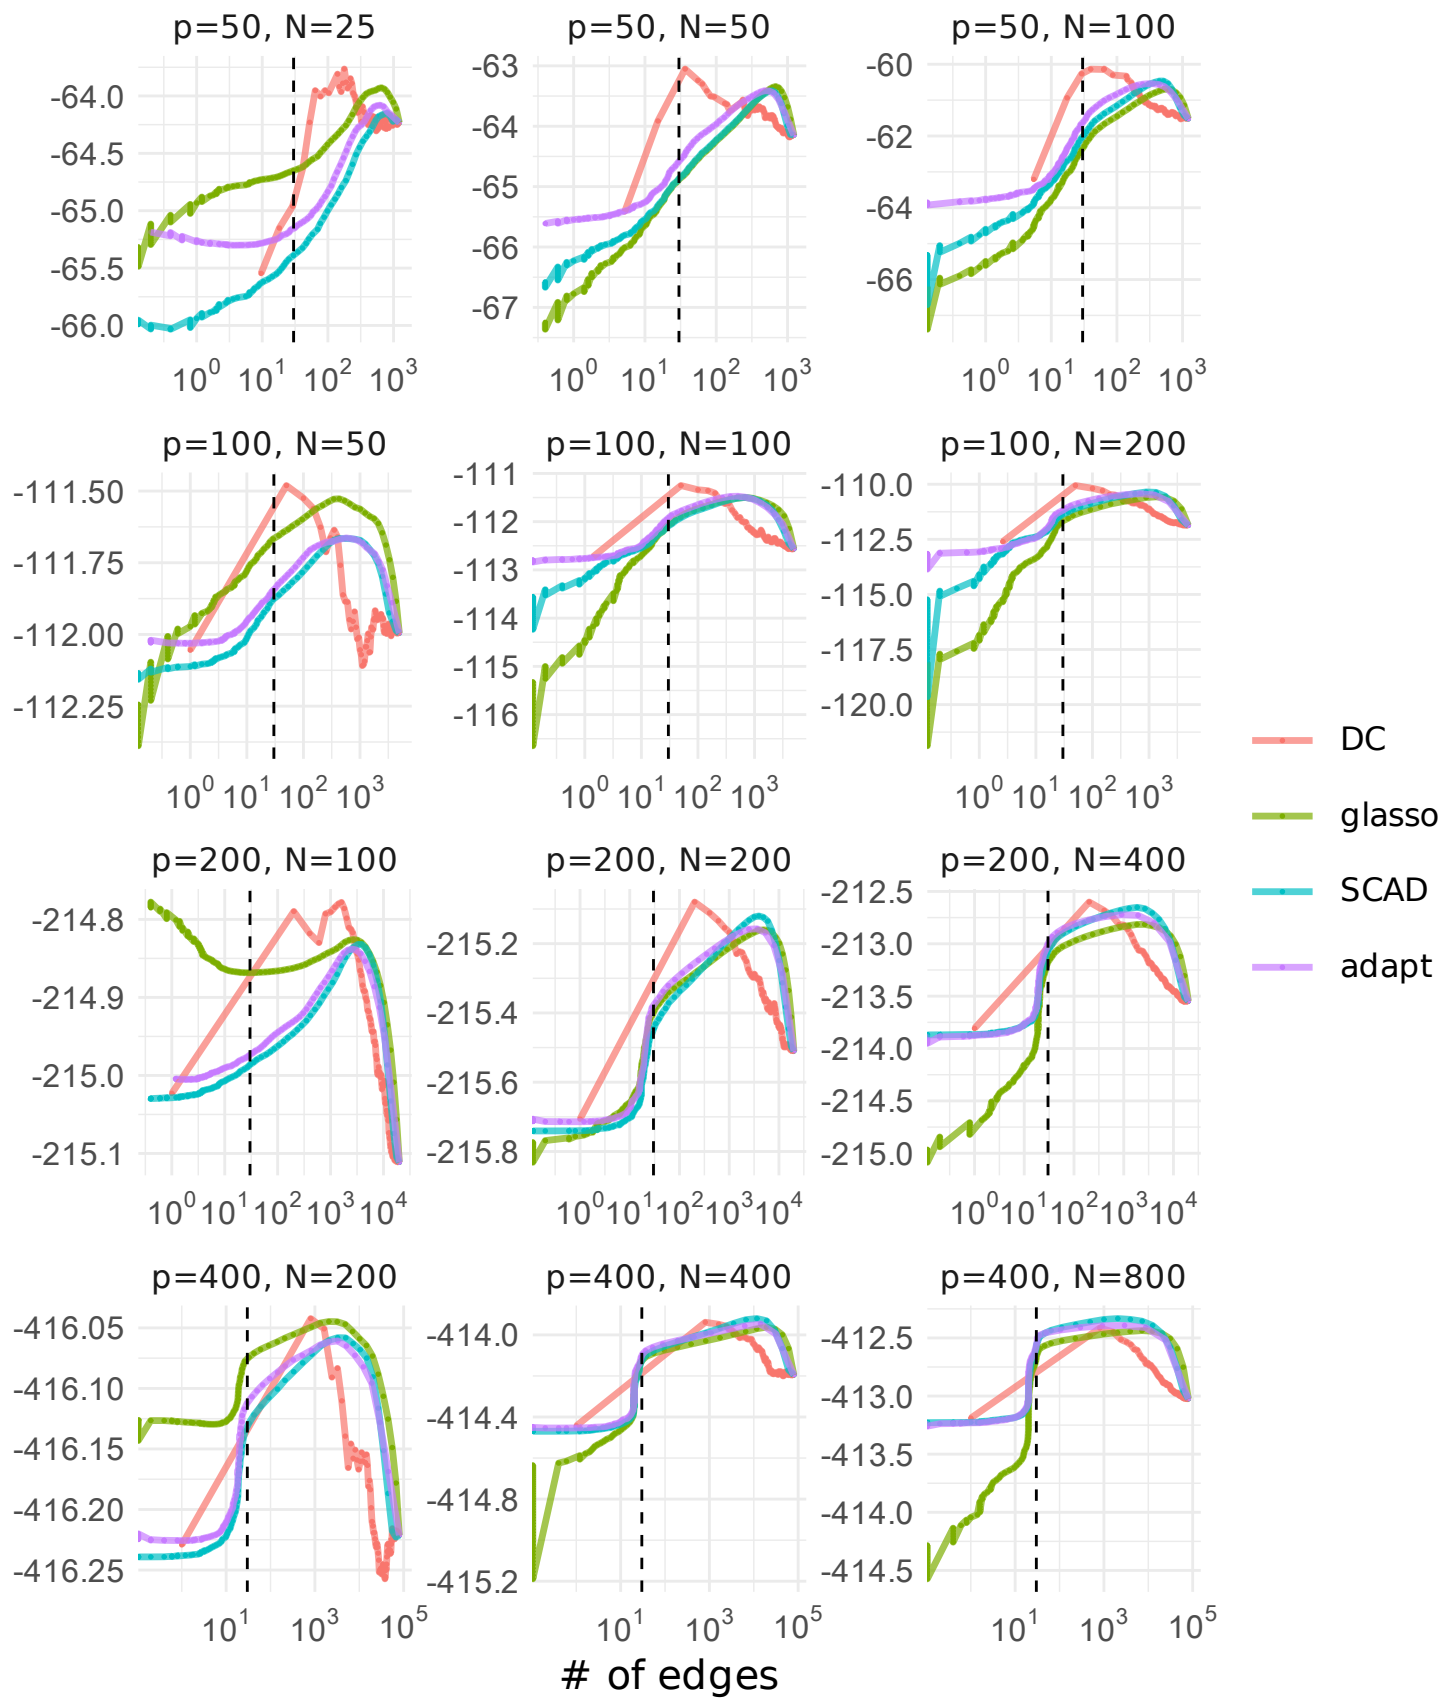 p=50, N=25
p=50, N=50
p=50, N=100
-64.0
-64.5
-65.0
-65.5
-66.0
10⁰ 10¹ 10² 10³
-63
-64
-65
-66
-67
10⁰ 10¹ 10² 10³
-60
-62
-64
-66
10⁰ 10¹ 10² 10³
p=100, N=50
p=100, N=100
p=100, N=200
-111.50
-111.75
-112.00
-112.25
10⁰ 10¹ 10² 10³
-111
-112
-113
-114
-115
-116
10⁰ 10¹ 10² 10³
-110.0
-112.5
-115.0
-117.5
-120.0
10⁰ 10¹ 10² 10³
p=200, N=100
p=200, N=200
p=200, N=400
-214.8
-214.9
-215.0
-215.1
10⁰ 10¹ 10² 10³ 10⁴
-215.2
-215.4
-215.6
-215.8
10⁰ 10¹ 10² 10³ 10⁴
-212.5
-213.0
-213.5
-214.0
-214.5
-215.0
10⁰ 10¹ 10² 10³ 10⁴
p=400, N=200
p=400, N=400
p=400, N=800
-416.05
-416.10
-416.15
-416.20
-416.25
10¹ 10³ 10⁵
-414.0
-414.4
-414.8
-415.2
10¹ 10³ 10⁵
-412.5
-413.0
-413.5
-414.0
-414.5
10¹ 10³ 10⁵
# of edges
DC
glasso
SCAD
adapt